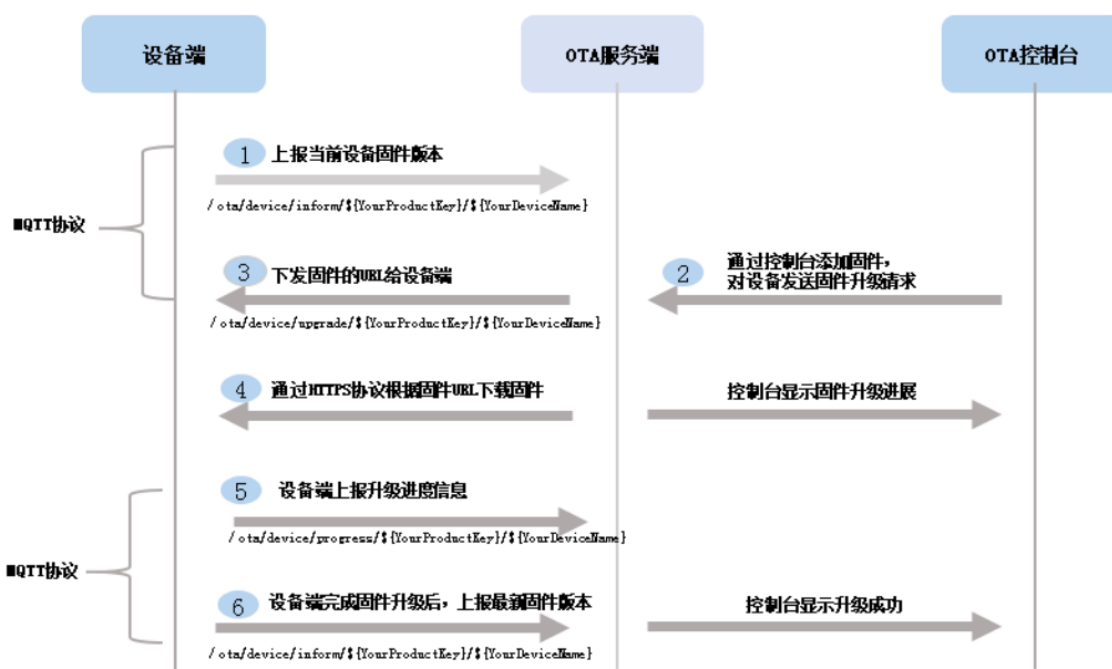 设备端
OTA服务端
OTA控制台
1 上报当前设备固件版本
/ota/device/inform/${YourProductKey}/${YourDeviceName}
MQTT协议
3 下发固件的URL给设备端
2 通过控制台添加固件，
对设备发送固件升级请求
/ota/device/upgrade/${YourProductKey}/${YourDeviceName}
4 通过HTTPS协议根据固件URL下载固件
控制台显示固件升级进展
5 设备端上报升级进度信息
/ota/device/progress/${YourProductKey}/${YourDeviceName}
MQTT协议
6 设备端完成固件升级后，上报最新固件版本
控制台显示升级成功
/ota/device/inform/${YourProductKey}/${YourDeviceName}